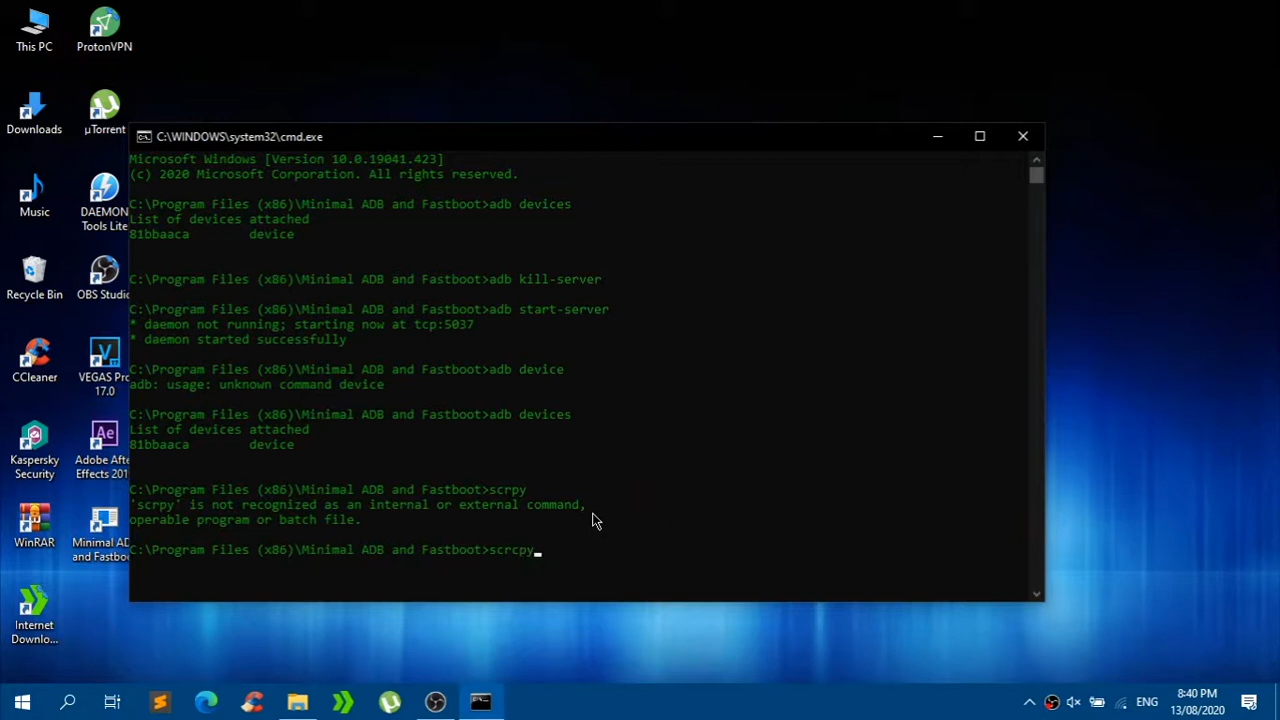 This PC
ProtonVPN
Downloads
µTorrent
Music
DAEMON
Tools Lite
Recycle Bin
OBS Studio
CCleaner
VEGAS Pro
17.0
Kaspersky
Security
Adobe Afte
Effects 201
WinRAR
Minimal AD
and Fastboo
Internet
Downlo...
C:\WINDOWS\system32\cmd.exe
Microsoft Windows [Version 10.0.19041.423]
(c) 2020 Microsoft Corporation. All rights reserved.
C:\Program Files (x86)\Minimal ADB and Fastboot>adb devices
List of devices attached
81bbaaca device
C:\Program Files (x86)\Minimal ADB and Fastboot>adb kill-server
C:\Program Files (x86)\Minimal ADB and Fastboot>adb start-server
* daemon not running; starting now at tcp:5037
* daemon started successfully
C:\Program Files (x86)\Minimal ADB and Fastboot>adb device
adb: usage: unknown command device
C:\Program Files (x86)\Minimal ADB and Fastboot>adb devices
List of devices attached
81bbaaca device
C:\Program Files (x86)\Minimal ADB and Fastboot>scrpy
'scrpy' is not recognized as an internal or external command,
operable program or batch file.
C:\Program Files (x86)\Minimal ADB and Fastboot>scrcpy
ENG
8:40 PM
13/08/2020